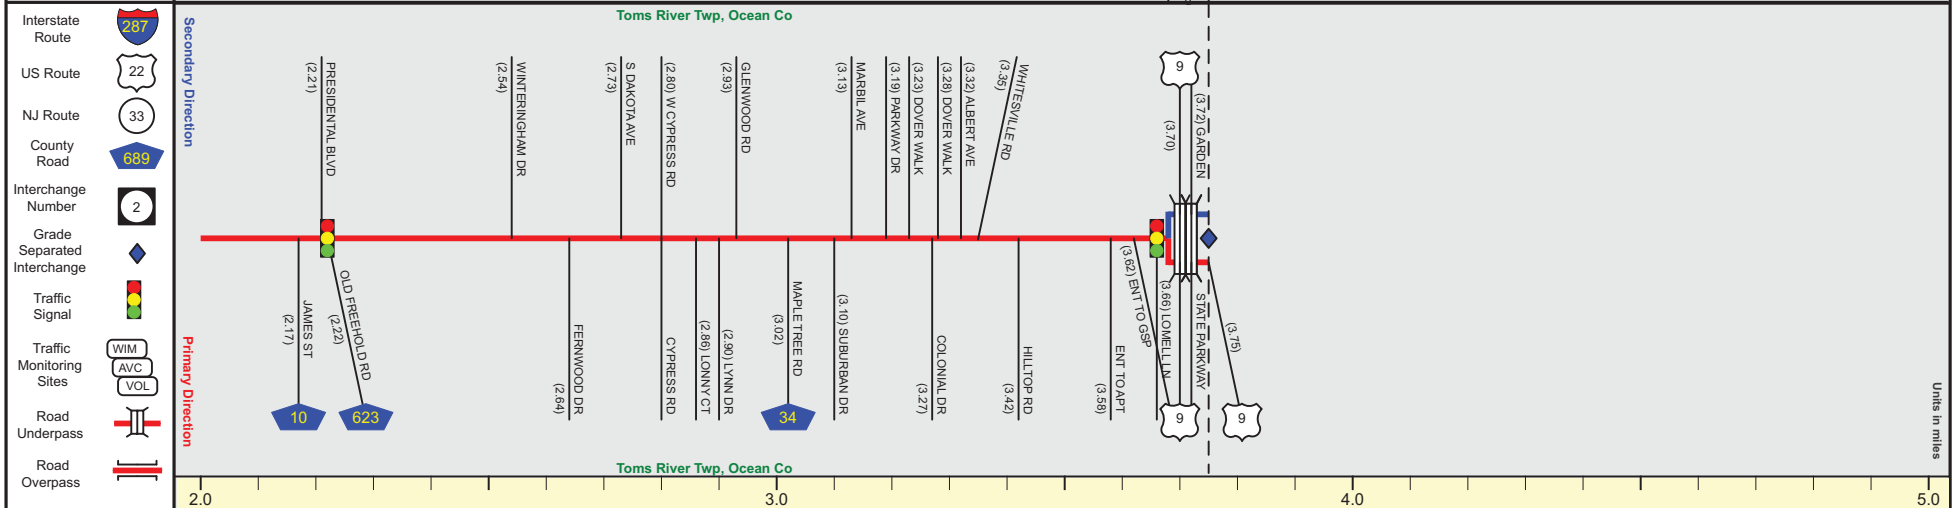 Interstate
Route
287
US Route
22
NJ Route
33
County
Road
689
Interchange
Number
2
Grade
Separated
Interchange
Traffic
Signal
Traffic
Monitoring
Sites
WIM
AVC
VOL
Road
Underpass
Road
Overpass
Secondary Direction
Primary Direction
Toms River Twp, Ocean Co
PRESIDENTAL BLVD
(2.21)
WINTERINGHAM DR
(2.54)
S DAKOTA AVE
(2.73)
(2.80) W CYPRESS RD
GLENWOOD RD
(2.93)
MARBIL AVE
(3.13)
(3.19) PARKWAY DR
(3.23) DOVER WALK
(3.28) DOVER WALK
(3.32) ALBERT AVE
WHITESVILLE RD
(3.35)
9
(3.70)
(3.72) GARDEN
STATE PARKWAY
JAMES ST
(2.17)
10
OLD FREEHOLD RD
(2.22)
623
FERNWOOD DR
(2.64)
CYPRESS RD
(2.86) LONNY CT
(2.90) LYNN DR
MAPLE TREE RD
(3.02)
34
(3.10) SUBURBAN DR
COLONIAL DR
(3.27)
HILLTOP RD
(3.42)
ENT TO APT
(3.58)
(3.62) ENT TO GSP
(3.66) LOMELL LN
9
(3.75)
9
Toms River Twp, Ocean Co
Units in miles
2.0
3.0
4.0
5.0